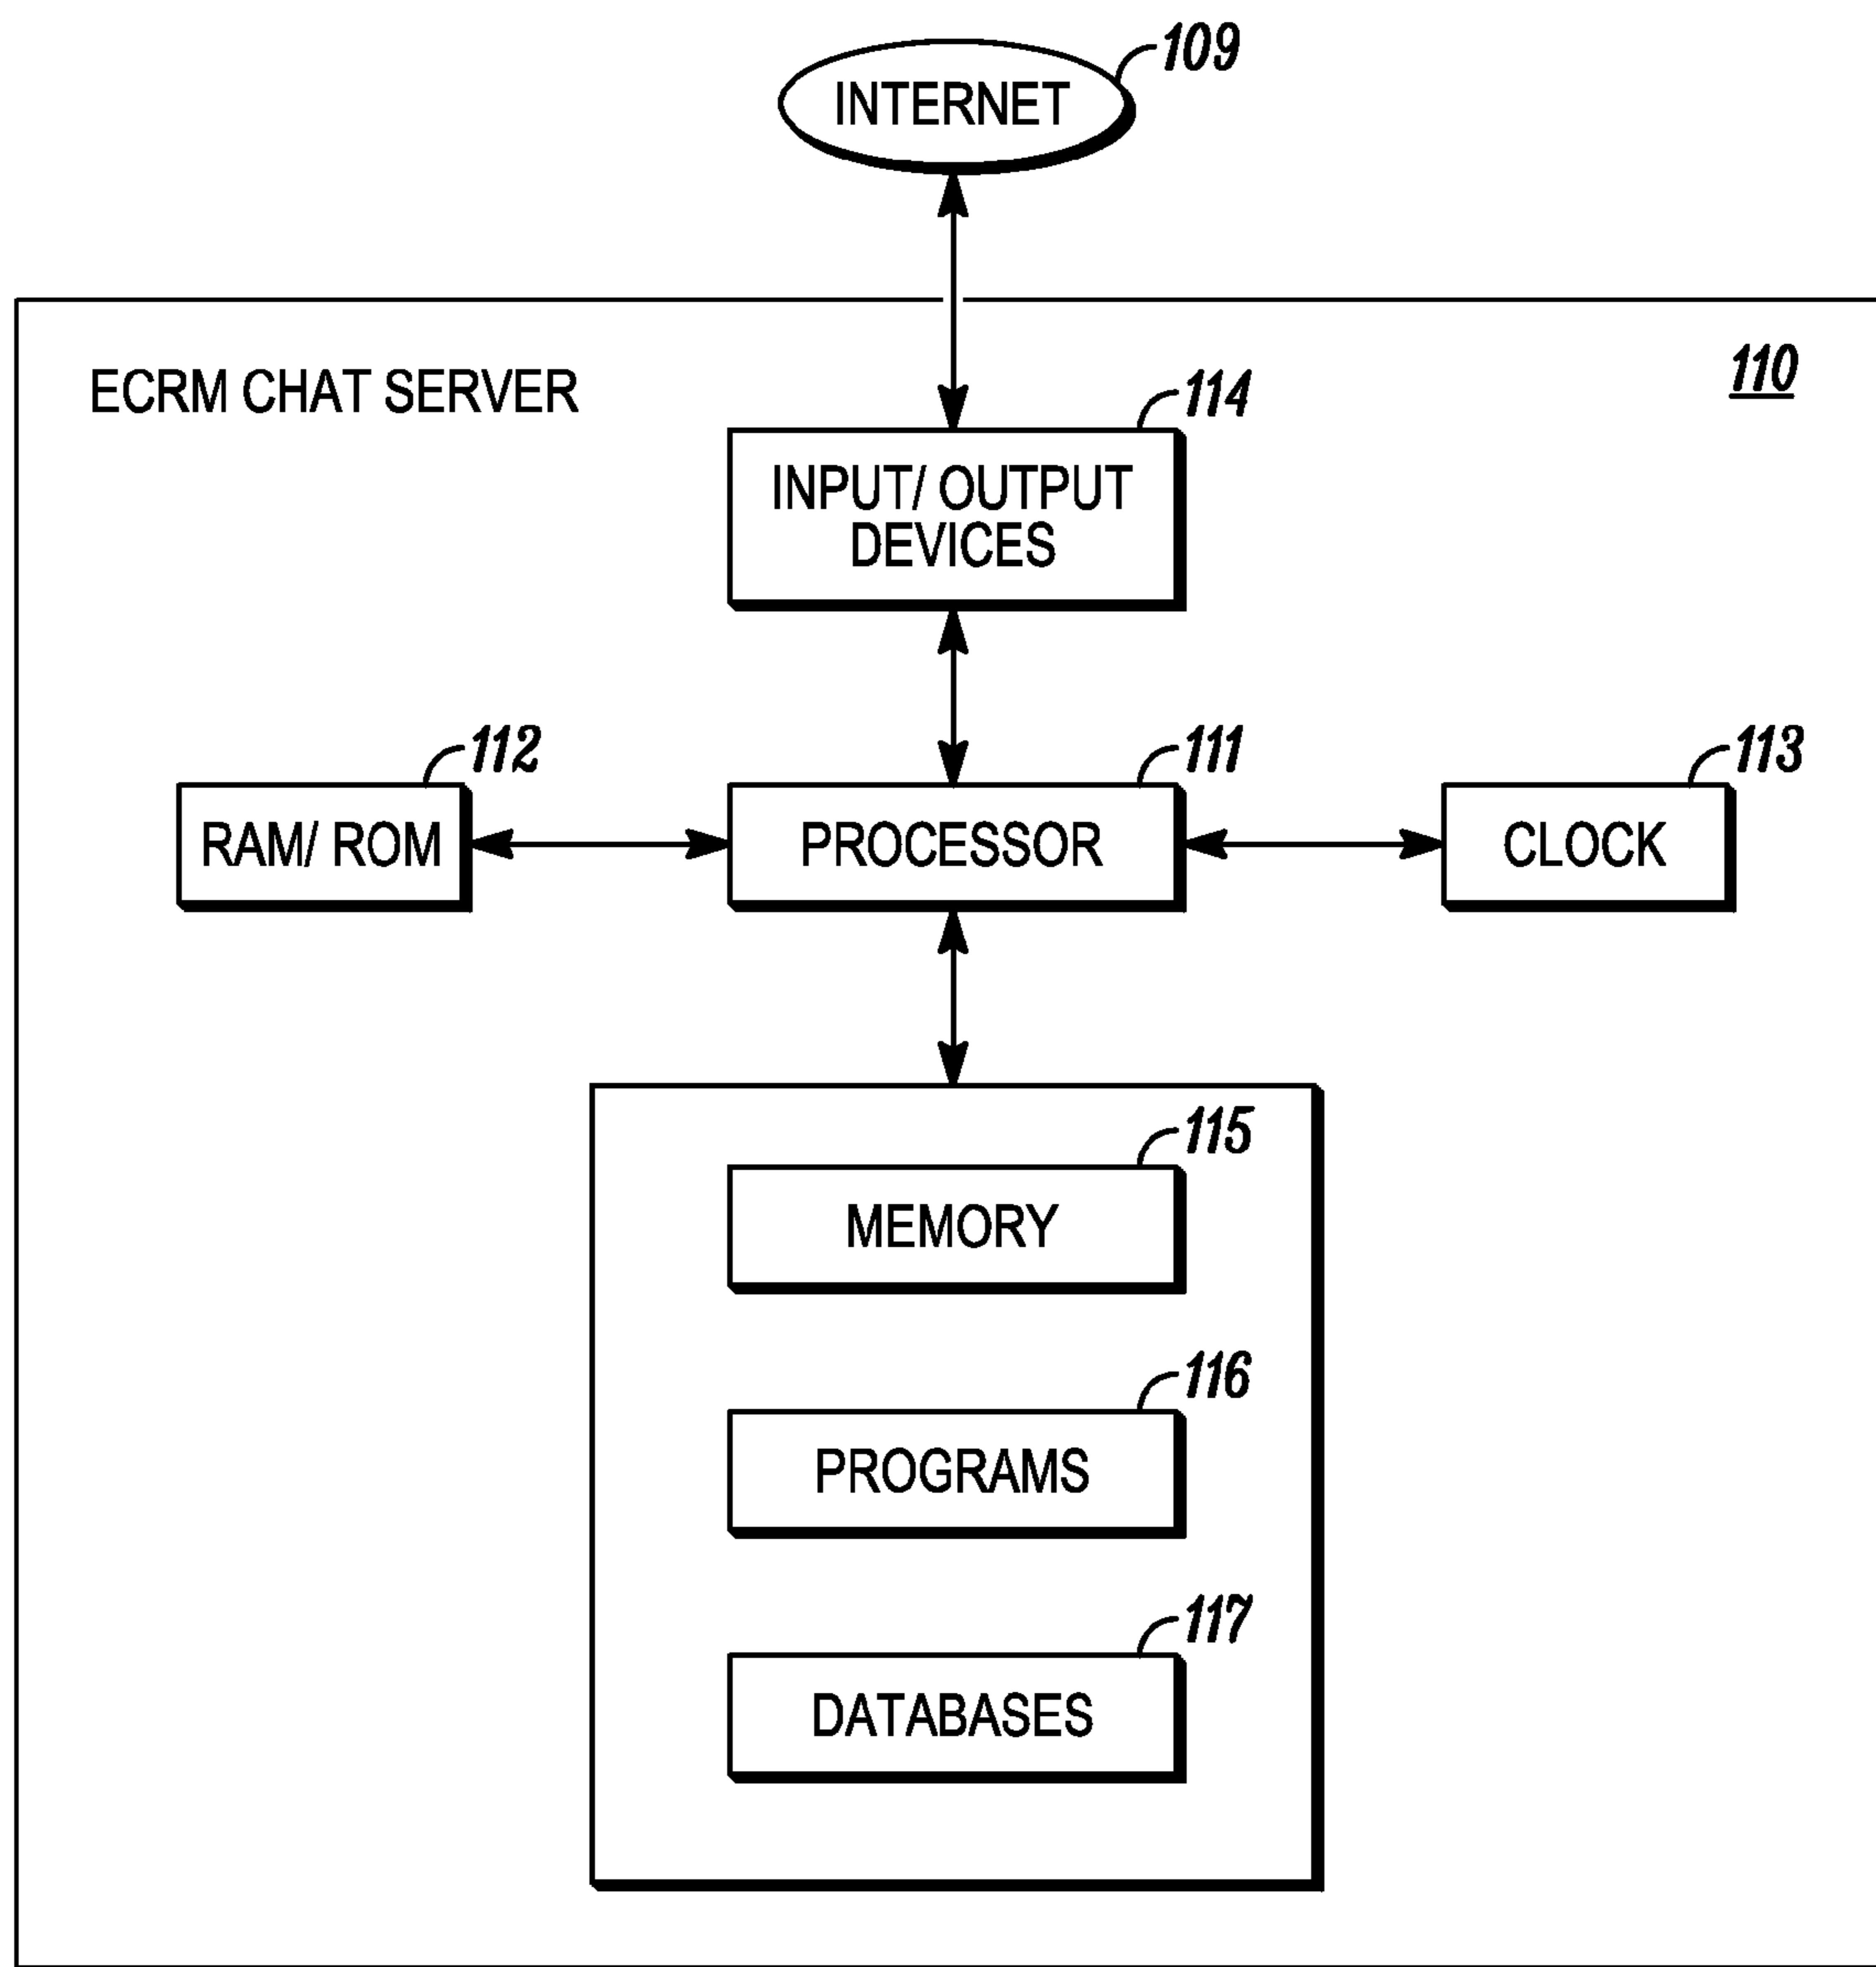 109
INTERNET
ECRM CHAT SERVER
110
114
INPUT/ OUTPUT
DEVICES
112
111
113
RAM/ ROM
PROCESSOR
CLOCK
115
MEMORY
116
PROGRAMS
117
DATABASES